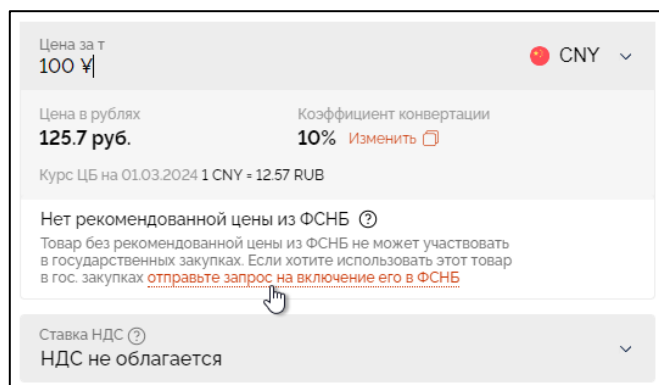 Цена за т
100 ¥
CNY
Цена в рублях
Коэффициент конвертации
125.7 руб.
10% Изменить
Курс ЦБ на 01.03.2024 1 CNY = 12.57 RUB
Нет рекомендованной цены из ФСНБ ?
Товар без рекомендованной цены из ФСНБ не может участвовать
в государственных закупках. Если хотите использовать этот товар
в гос. закупках отправьте запрос на включение его в ФСНБ
Ставка НДС ?
НДС не облагается